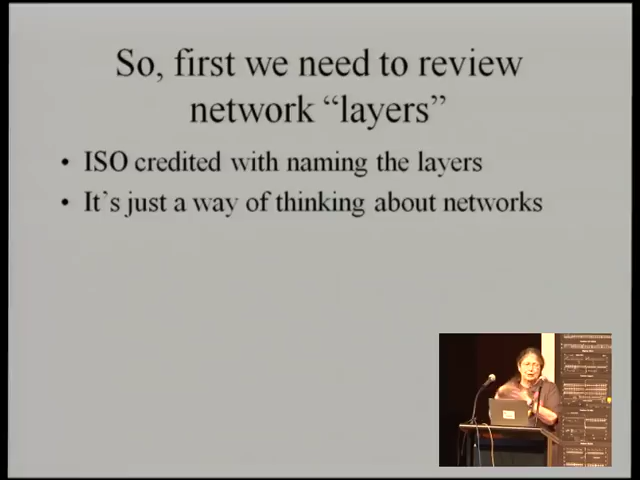 So, first we need to review
network “layers”
• ISO credited with naming the layers
• It's just a way of thinking about networks